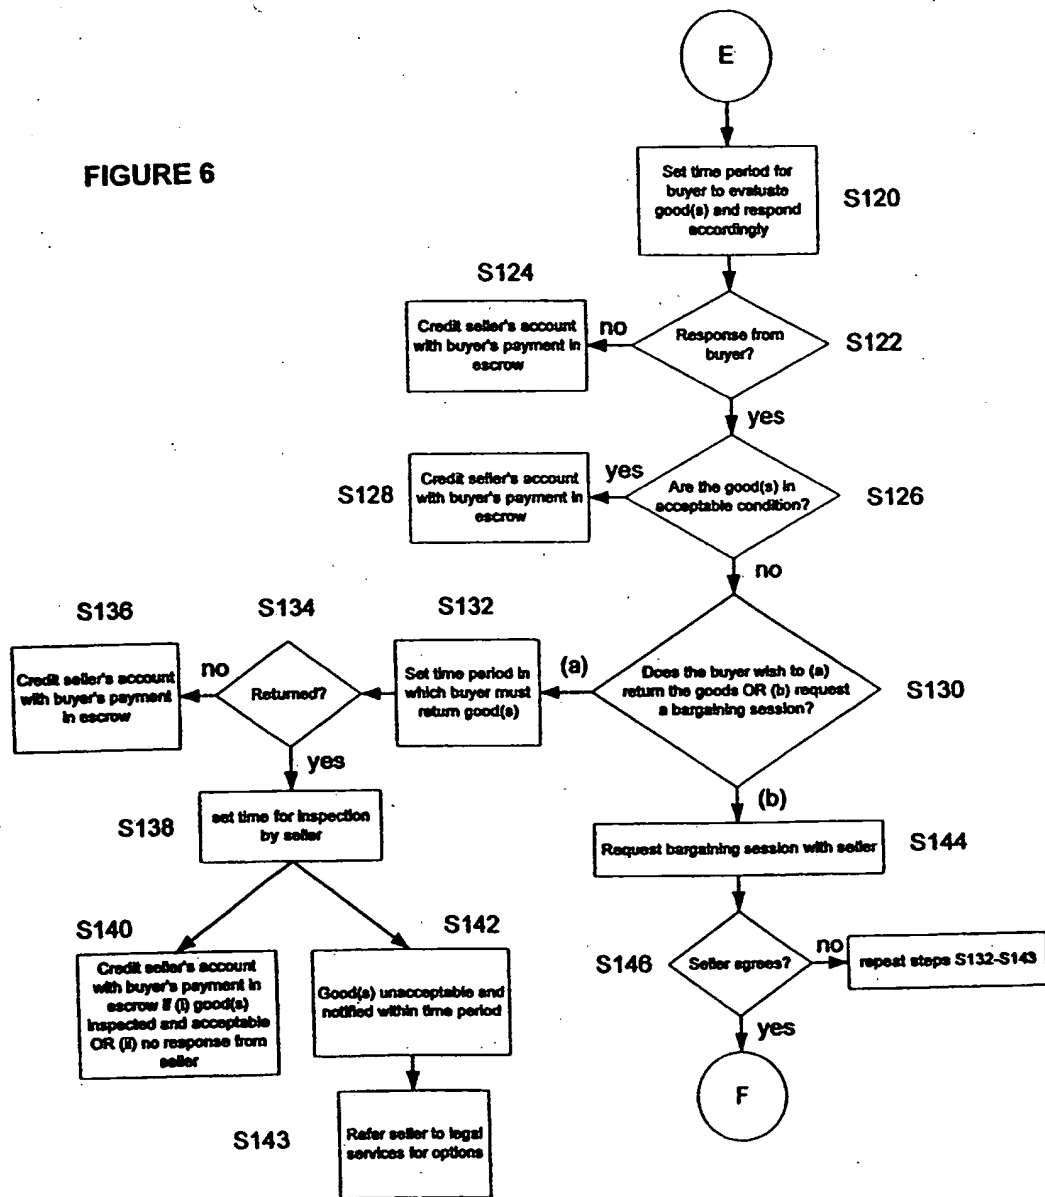 E
FIGURE 6
Set time period for
buyer to evaluate
good(s) and respond
accordingly
S120
S124
Credit seller's account
with buyer's payment in
escrow
no
Response from
buyer?
S122
yes
S128
Credit seller's account
with buyer's payment in
escrow
yes
Are the good(s) in
acceptable condition?
S126
no
S136
S134
S132
Credit seller's account
with buyer's payment
in escrow
no
Returned?
Set time period in
which buyer must
return good(s)
(a)
Does the buyer wish to (a)
return the goods OR (b) request
a bargaining session?
S130
yes
(b)
S138
set time for inspection
by seller
Request bargaining session with seller
S144
S140
S142
Credit seller's account
with buyer's payment in
escrow if (i) good(s)
inspected and acceptable
OR (ii) no response from
seller
Good(s) unacceptable and
notified within time period
S146
Seller agrees?
no
repeat steps S132-S143
yes
F
S143
Refer seller to legal
services for options